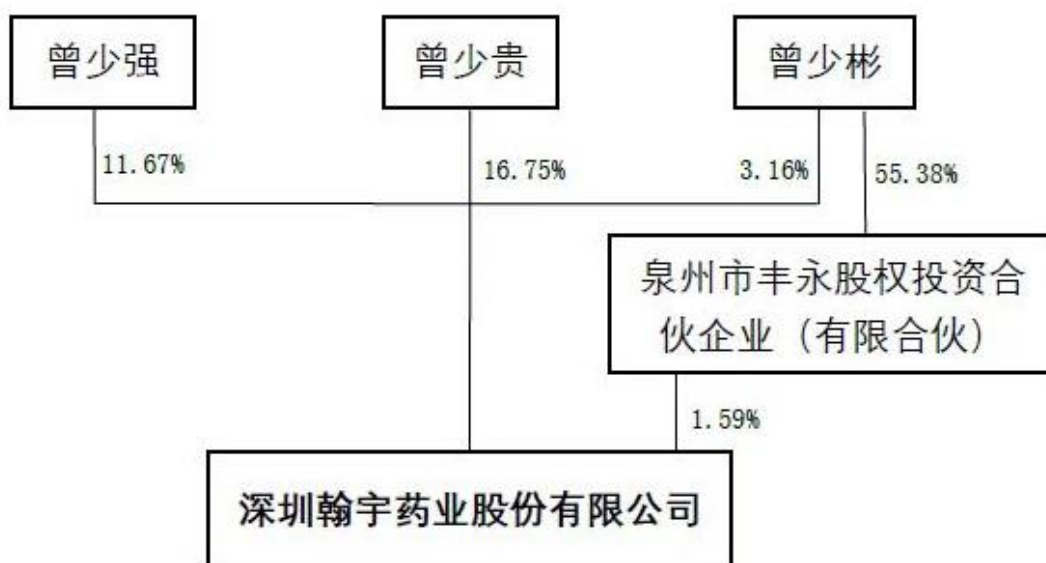 曾少强
曾少贵
曾少彬
11.67%
16.75%
3.16%
55.38%
泉州市丰永股权投资合
伙企业（有限合伙）
1.59%
深圳翰宇药业股份有限公司